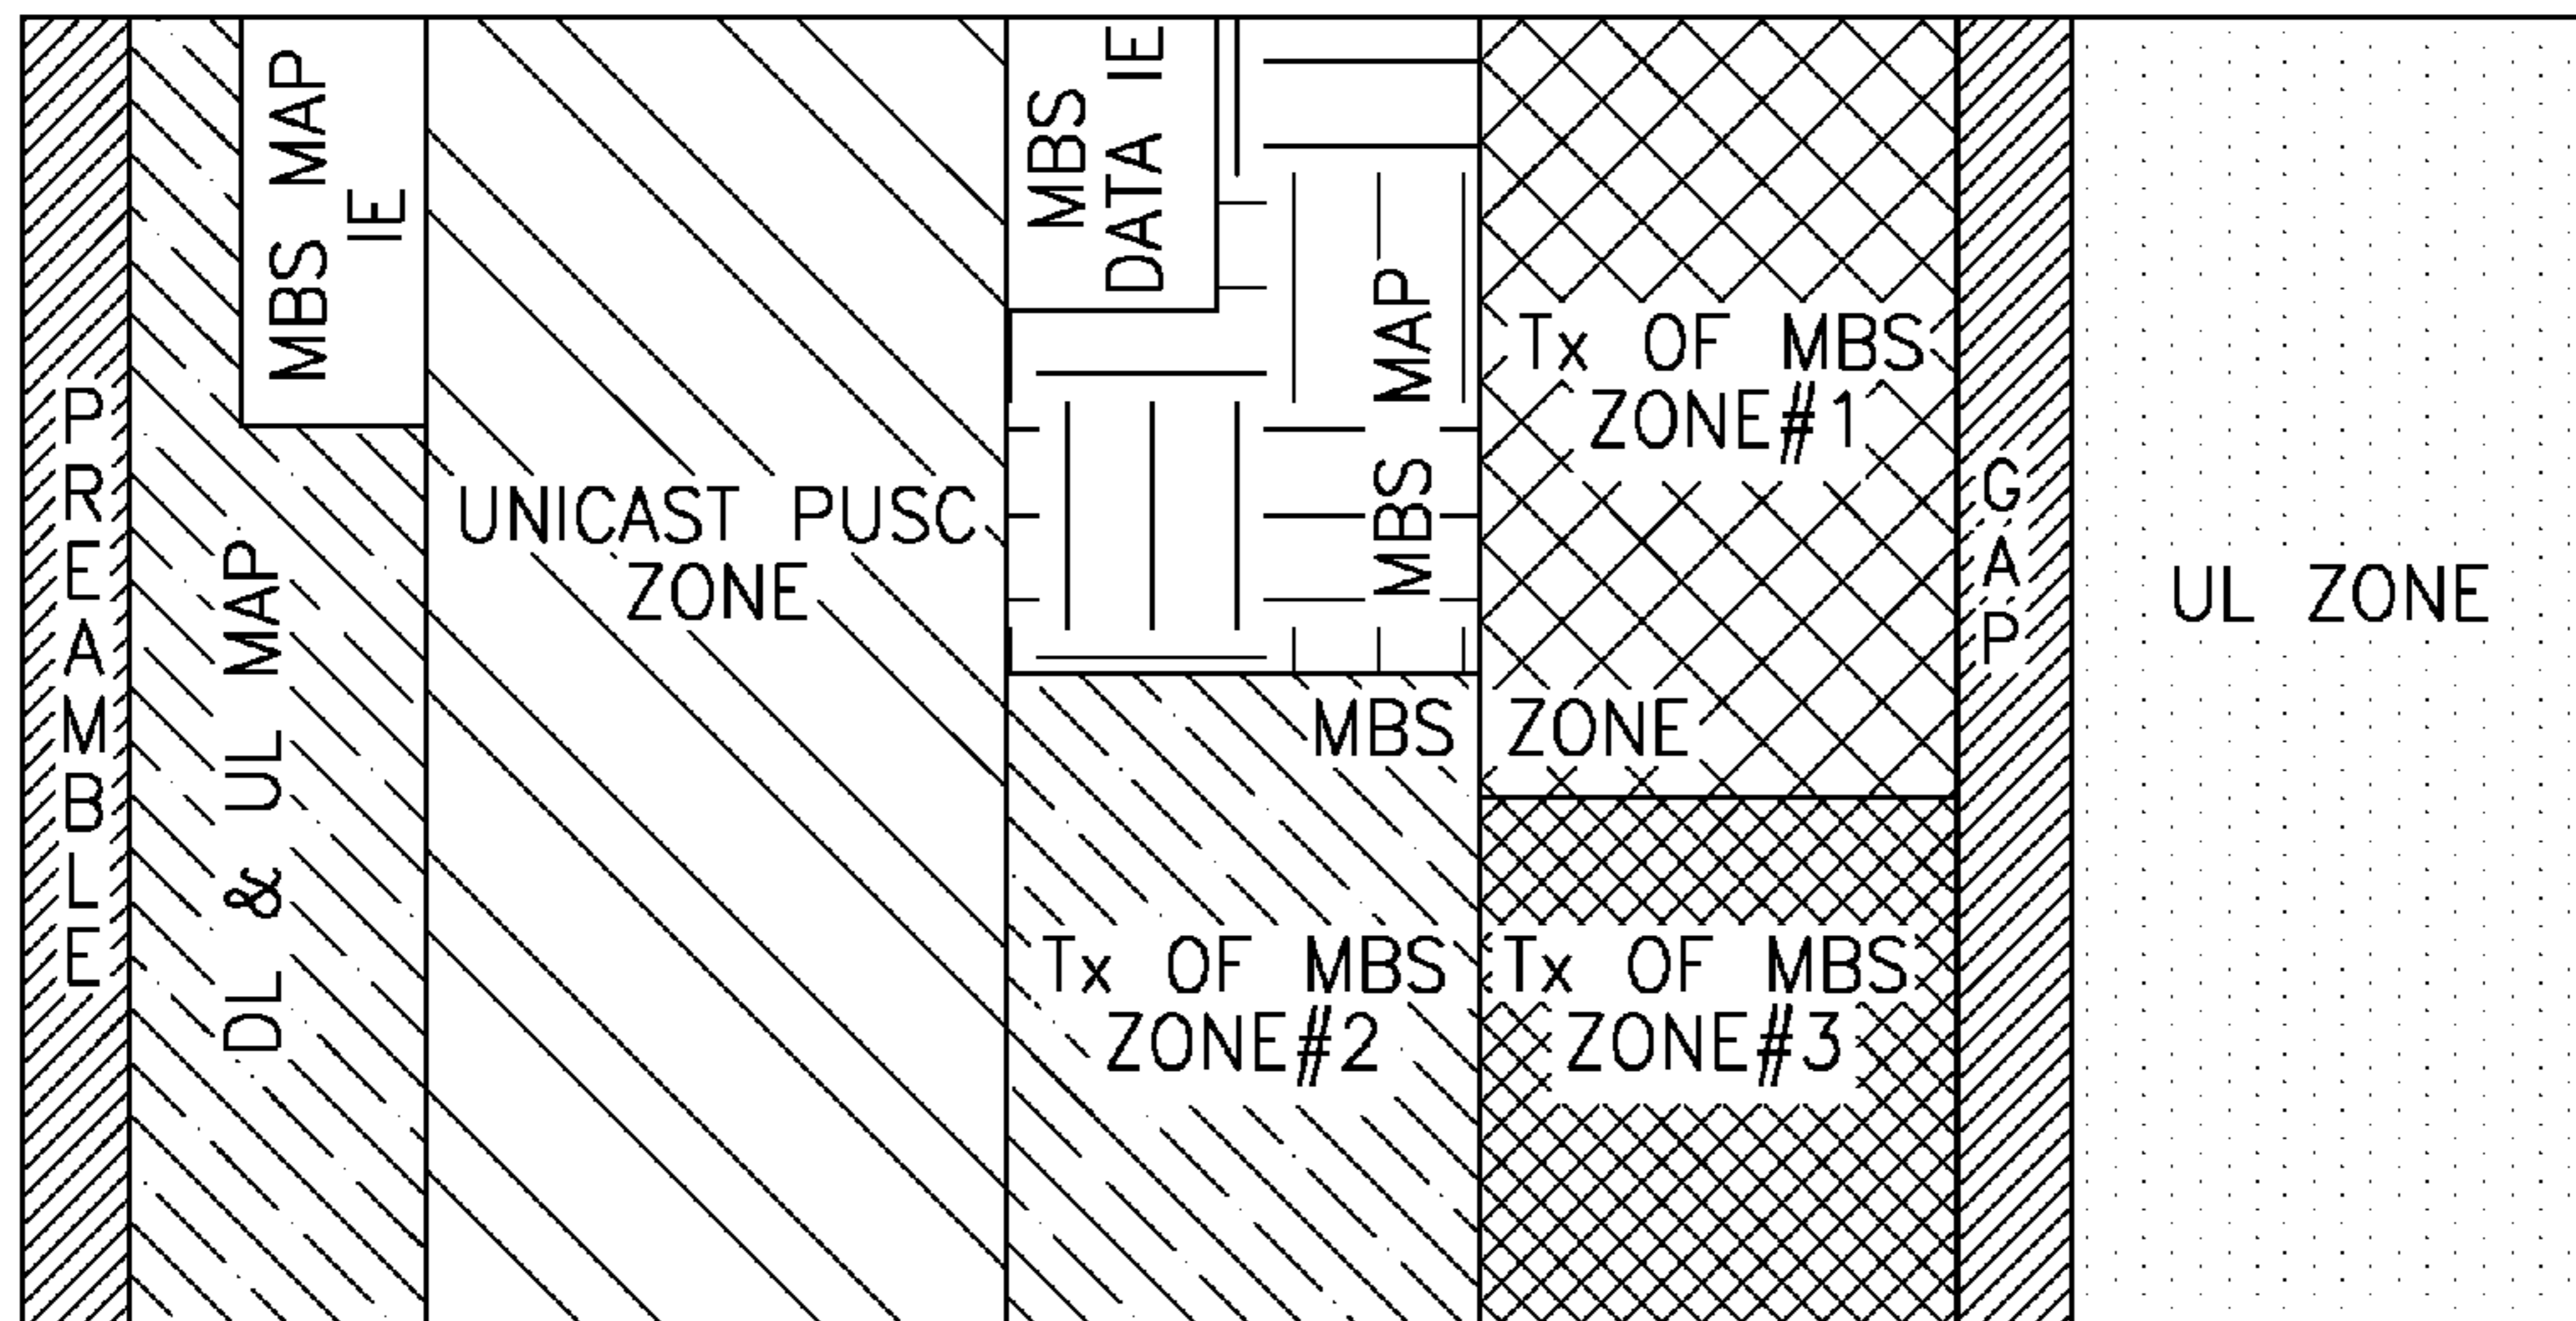 PREAMBLE
DL & UL MAP
MBS MAP
IE
UNICAST PUSC
ZONE
MBS
DATA IE
MBS MAP
MBS ZONE
Tx OF MBS
ZONE#1
Tx OF MBS
ZONE#2
Tx OF MBS
ZONE#3
GAP
UL ZONE